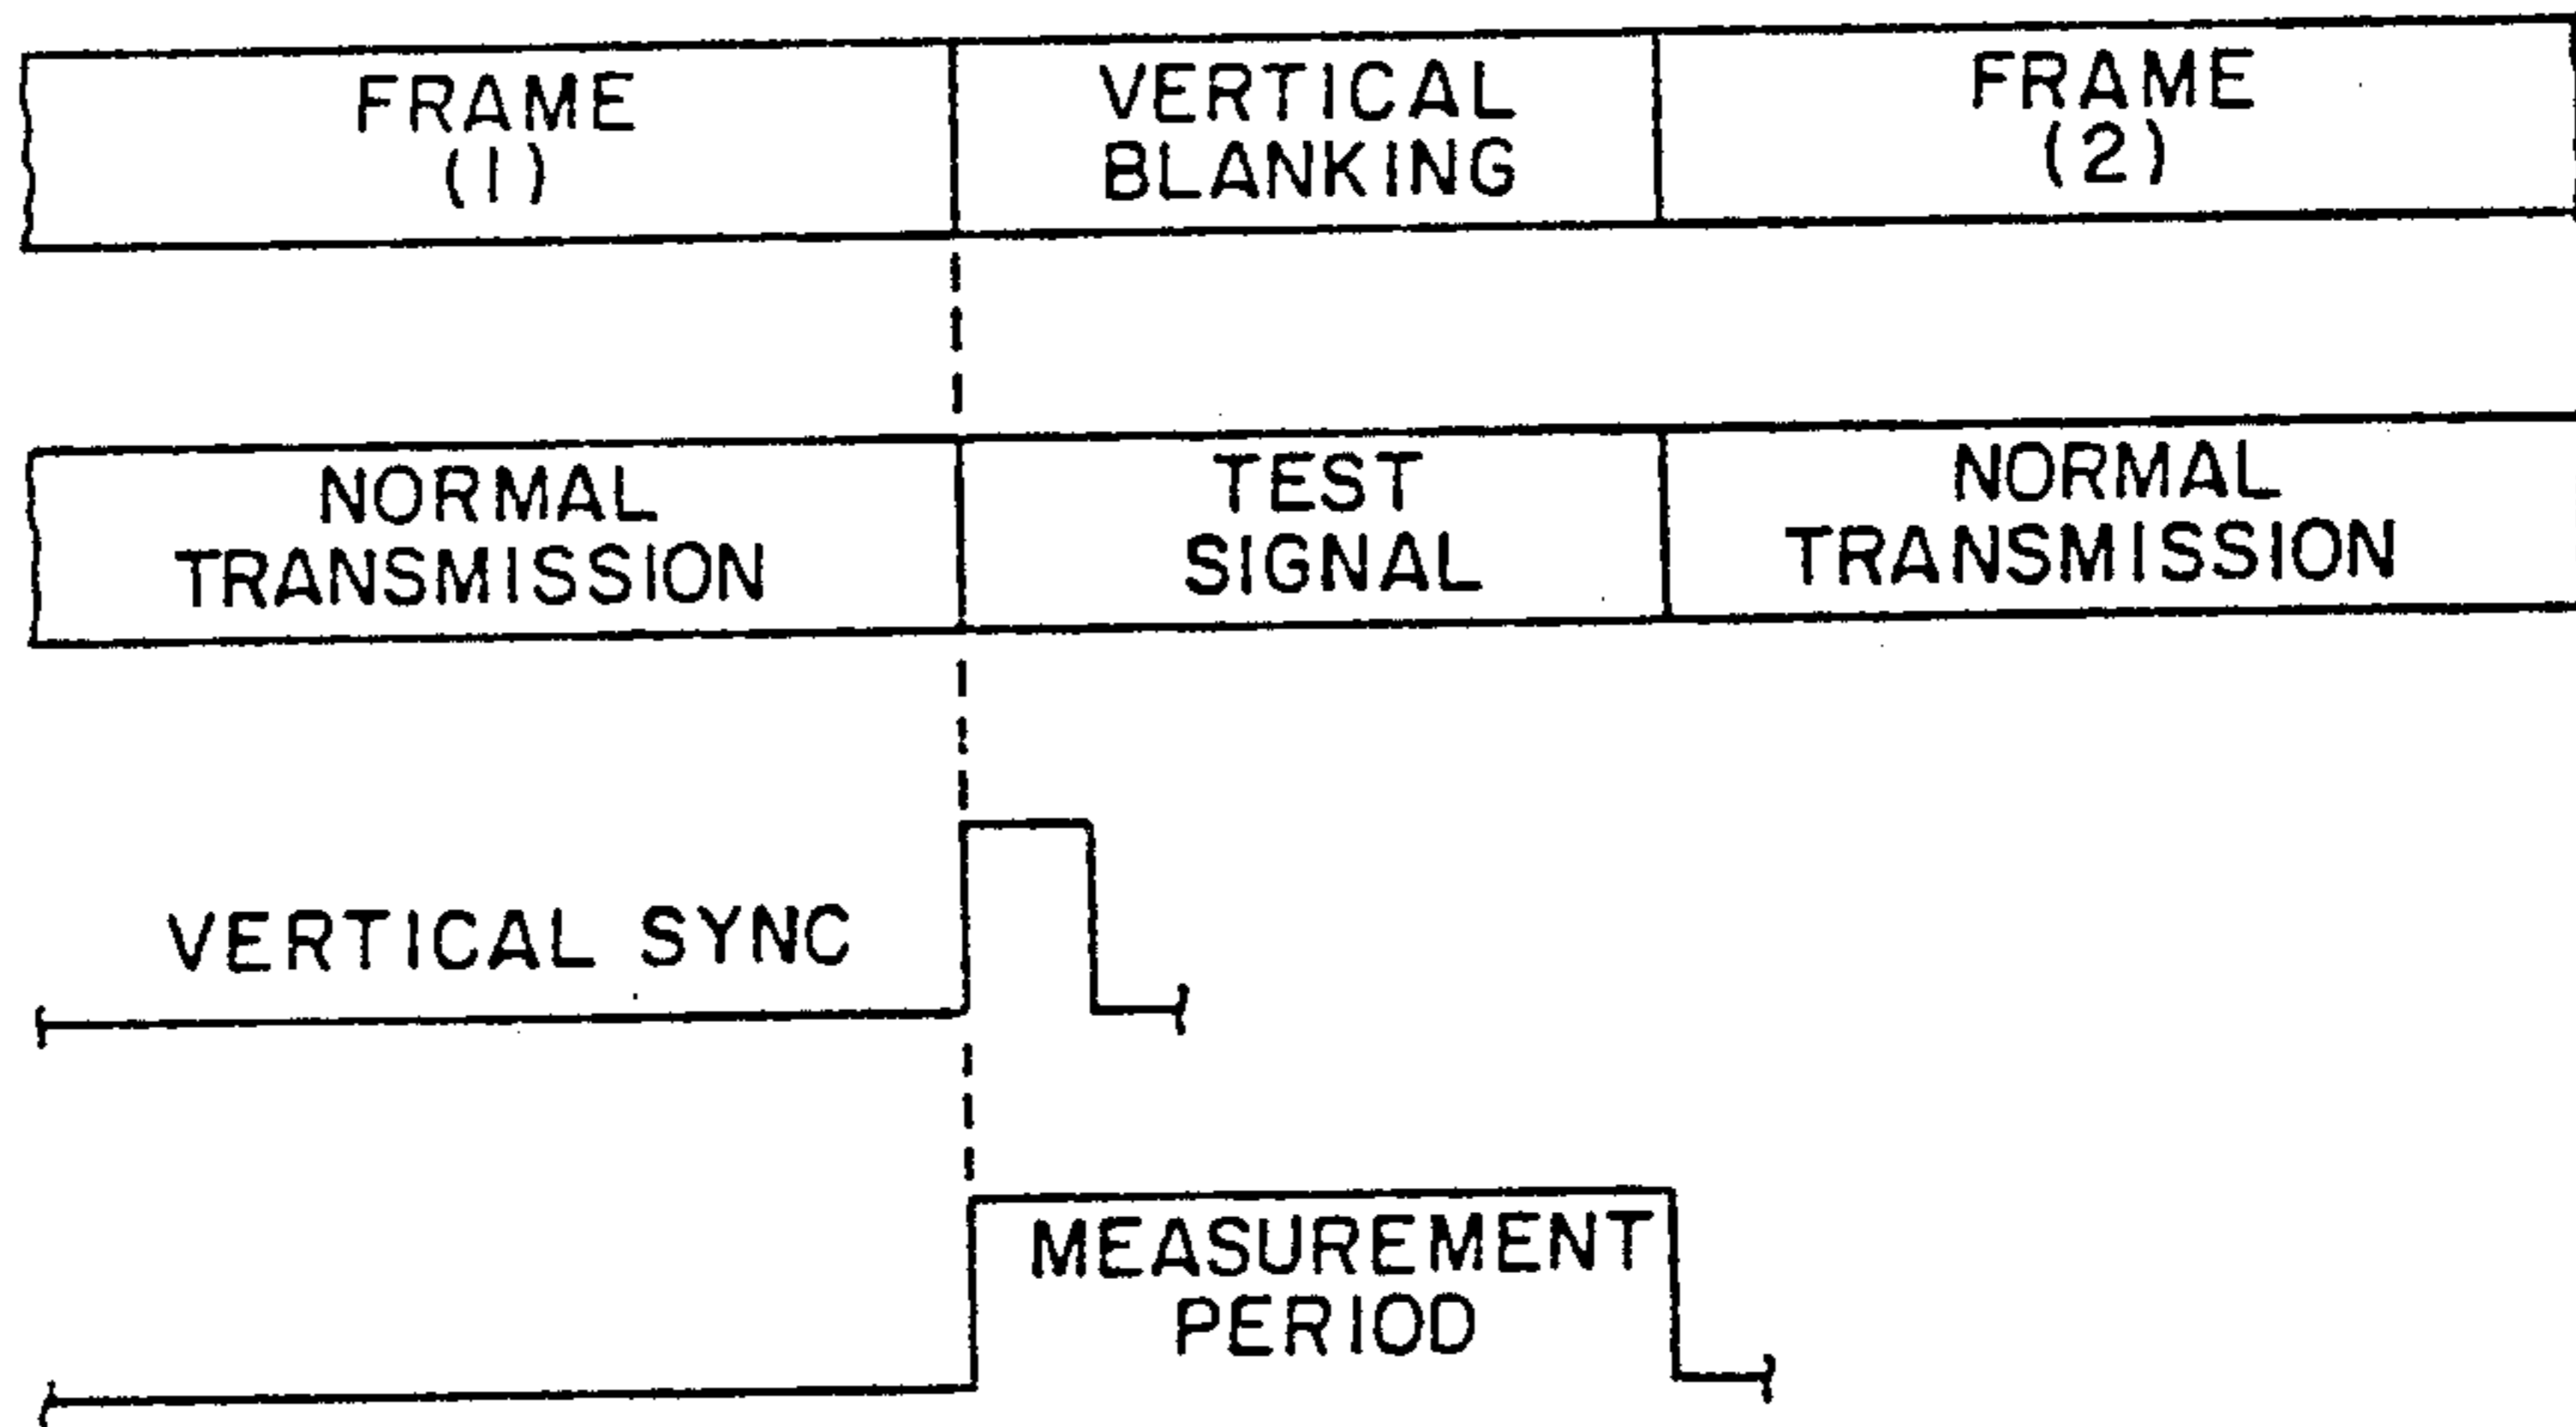 FRAME
(1)
VERTICAL
BLANKING
FRAME
(2)
NORMAL
TRANSMISSION
TEST
SIGNAL
NORMAL
TRANSMISSION
VERTICAL SYNC
MEASUREMENT
PERIOD